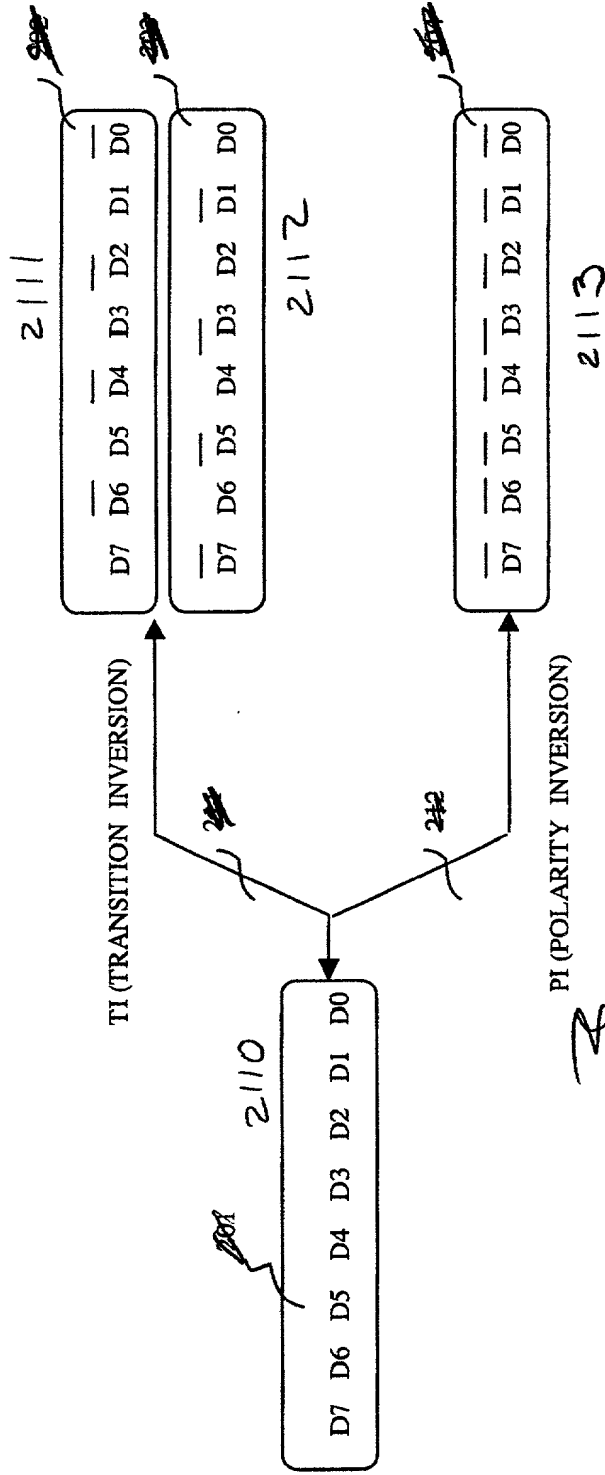 2111
D7 D6 D5 D4 D3 D2 D1 D0
D7 D6 D5 D4 D3 D2 D1 D0
2112
TI (TRANSITION INVERSION)
2110
D7 D6 D5 D4 D3 D2 D1 D0
212
PI (POLARITY INVERSION)
D7 D6 D5 D4 D3 D2 D1 D0
2113